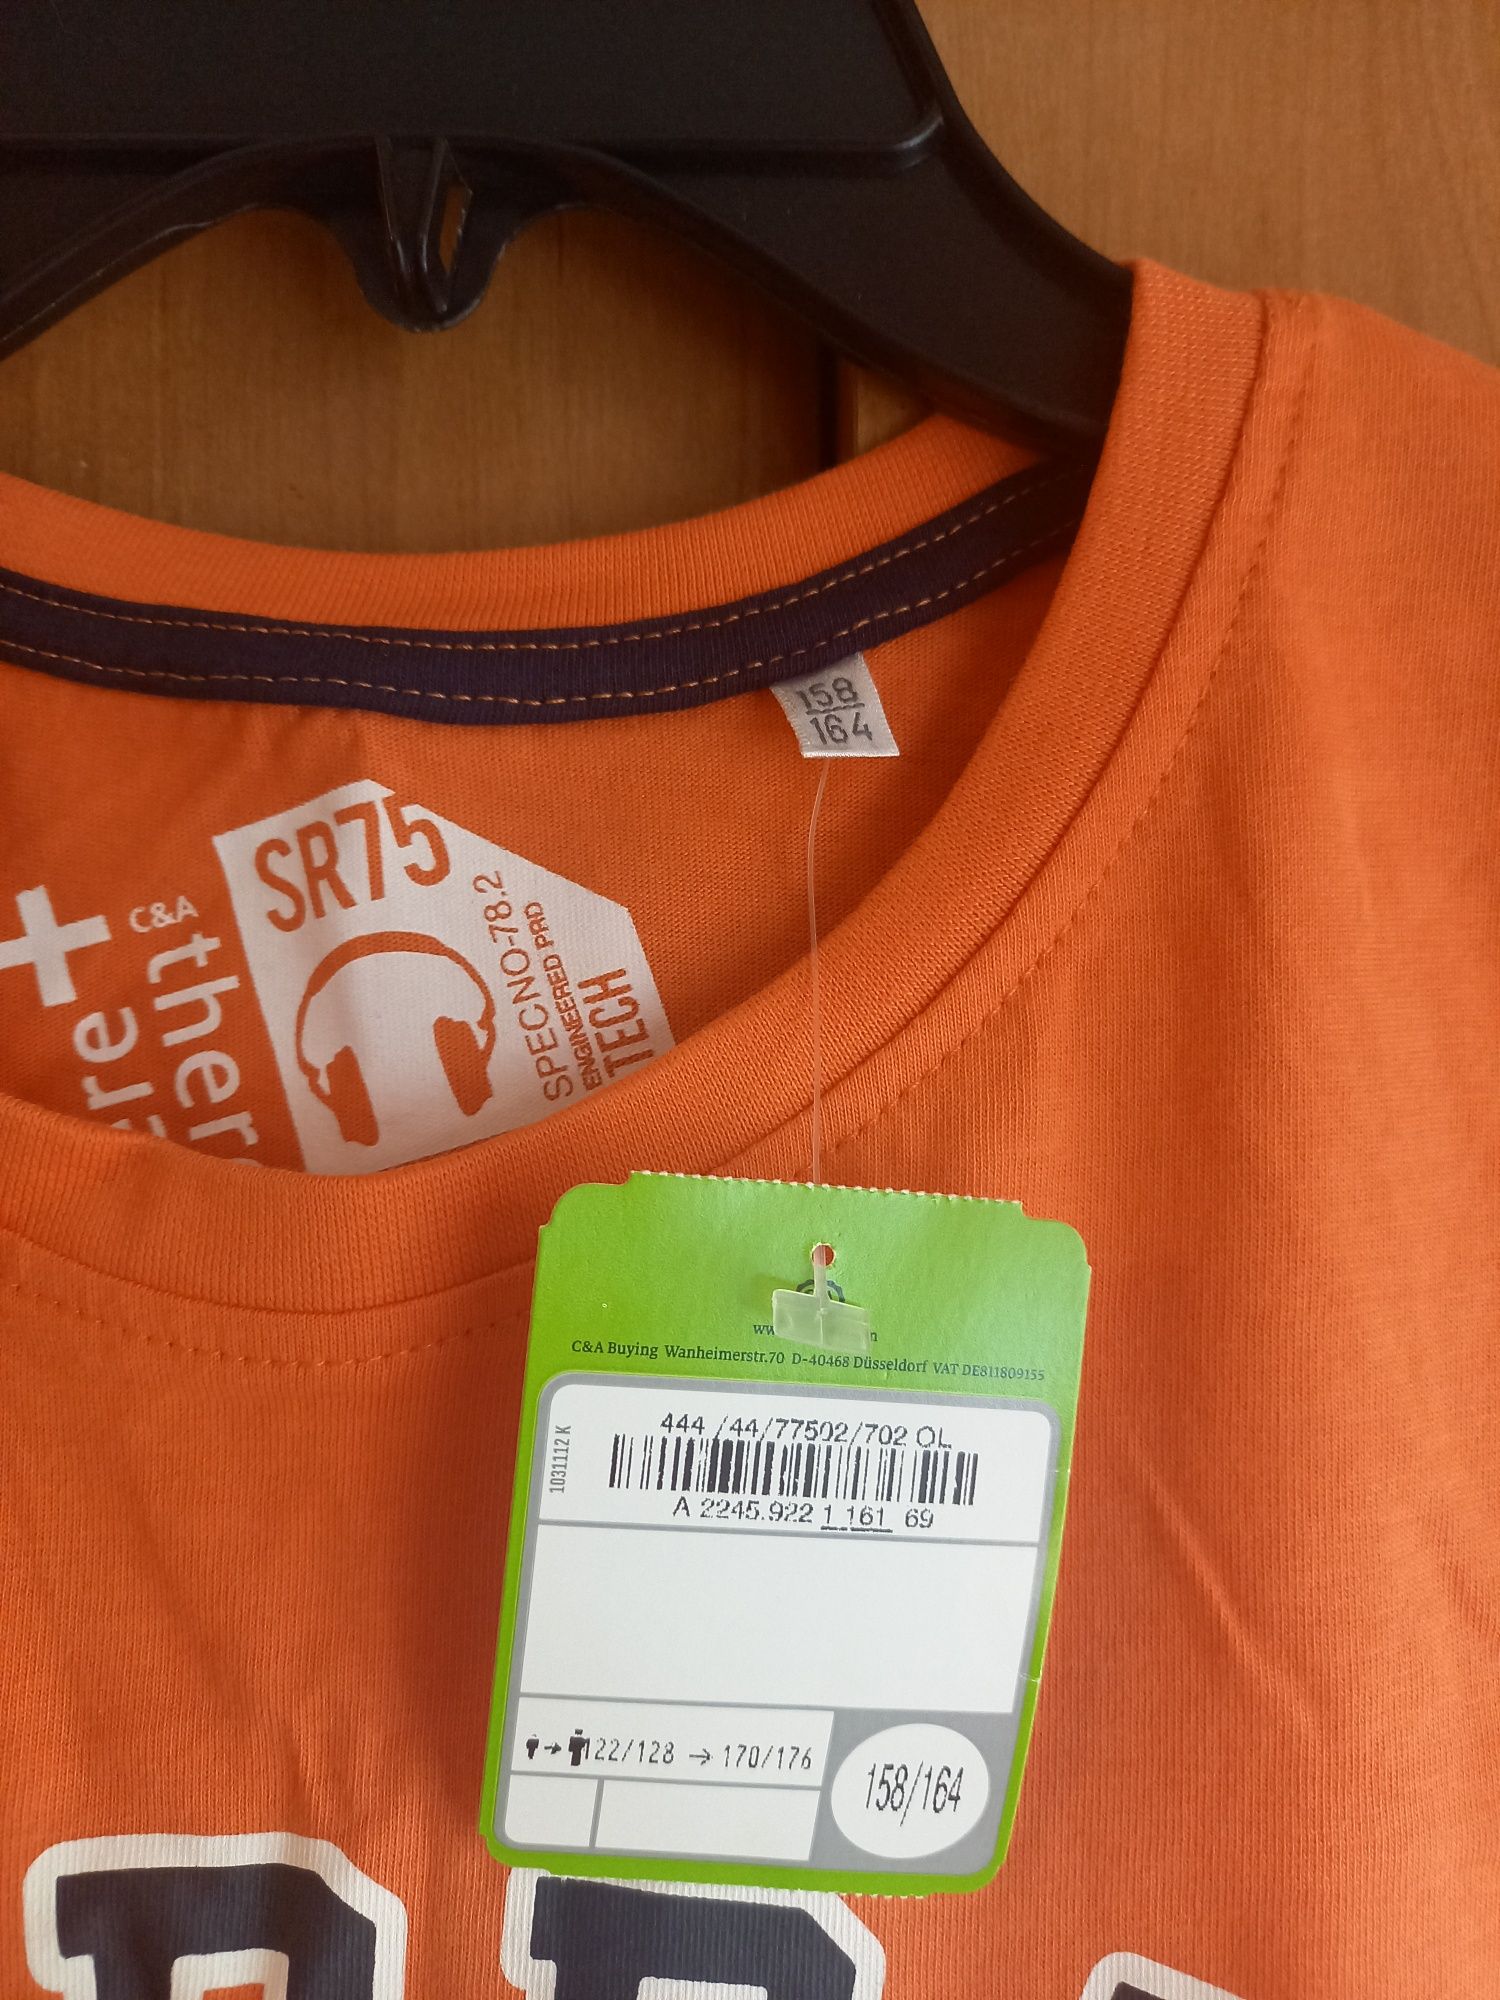 158
164
SR75
SPECNO-78.2
ENGINEERED PRD
TECH
C&A
C&A Buying Wanheimerstr.70 D-40468 Düsseldorf VAT DE811809155
444 /44/77502/702 OL
1031112 K
A 2245.922 1 161 69
122/128 → 170/176
158/164